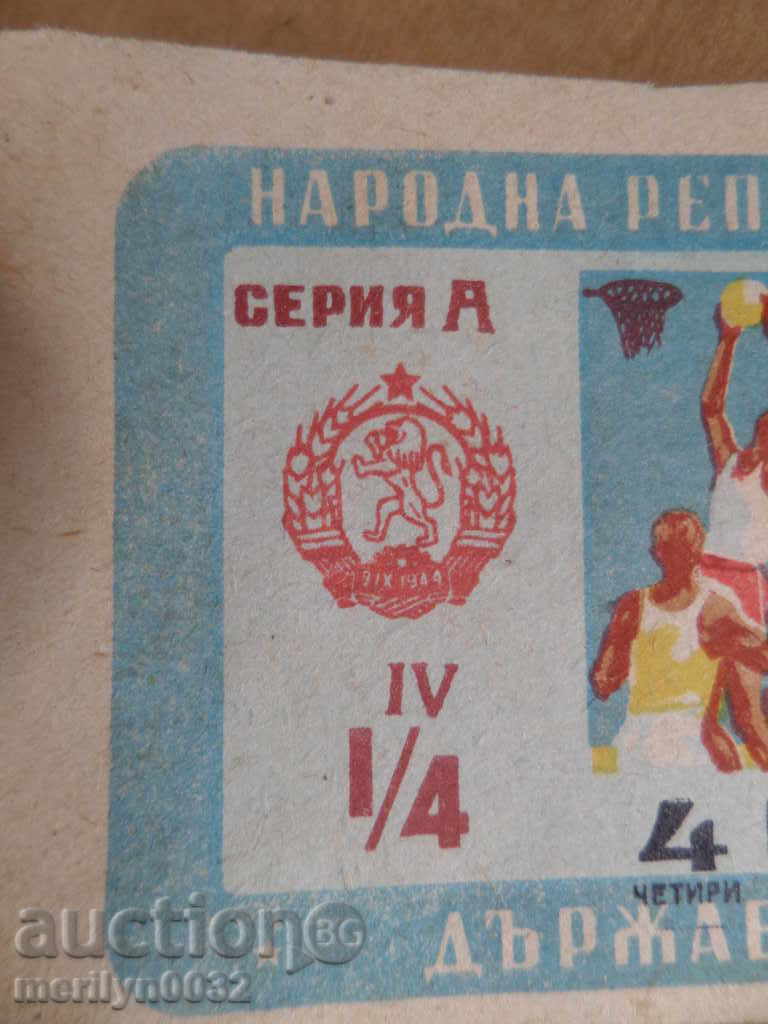 НАРОДНА РЕП
СЕРИЯ А
9 IX 1944
IV
1/4
4
ЧЕТИРИ
ДЪРЖАВ
auction BG
merilyn0032